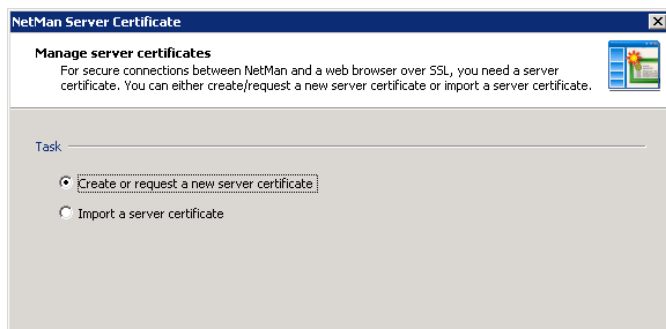 NetMan Server Certificate
Manage server certificates
For secure connections between NetMan and a web browser over SSL, you need a server
certificate. You can either create/request a new server certificate or import a server certificate.
Task
Create or request a new server certificate
Import a server certificate